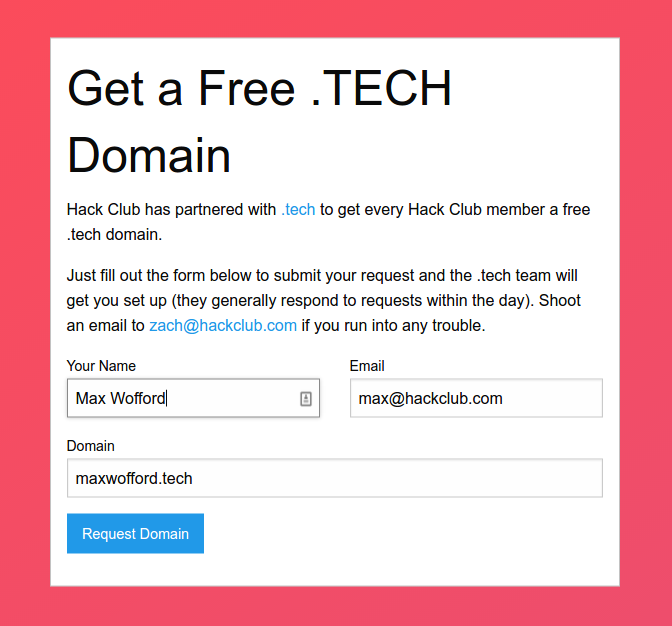 Get a Free .TECH
Domain
Hack Club has partnered with .tech to get every Hack Club member a free
.tech domain.
Just fill out the form below to submit your request and the .tech team will
get you set up (they generally respond to requests within the day). Shoot
an email to zach@hackclub.com if you run into any trouble.
Your Name
Email
Max Wofford
max@hackclub.com
Domain
maxwofford.tech
Request Domain